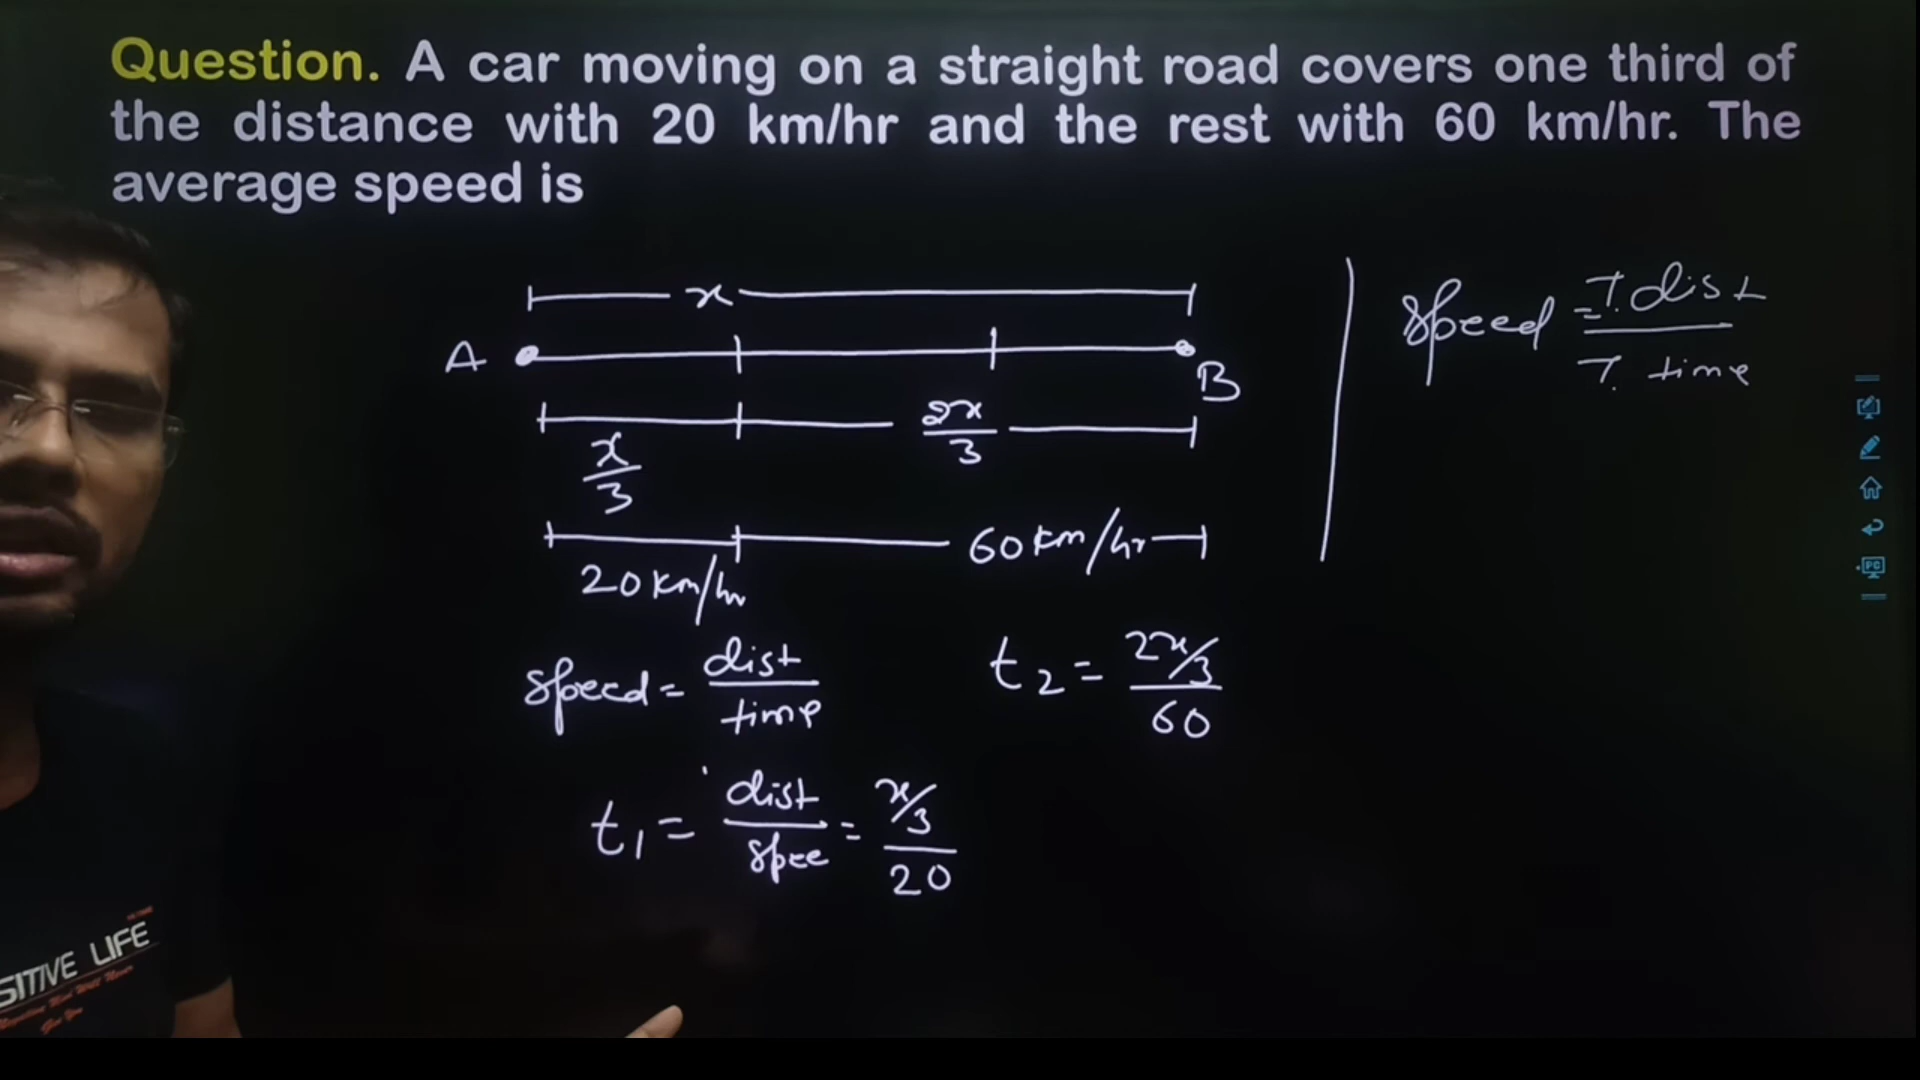 Question. A car moving on a straight road covers one third of
the distance with 20 km/hr and the rest with 60 km/hr. The
average speed is
x
A
B
x/3
2x/3
20 km/hr
60 km/hr
speed = T. dist / T. time
speed = dist / time
t2 = 2x/3 / 60
t1 = dist / spee = x/3 / 20
SITIVE LIFE
PC